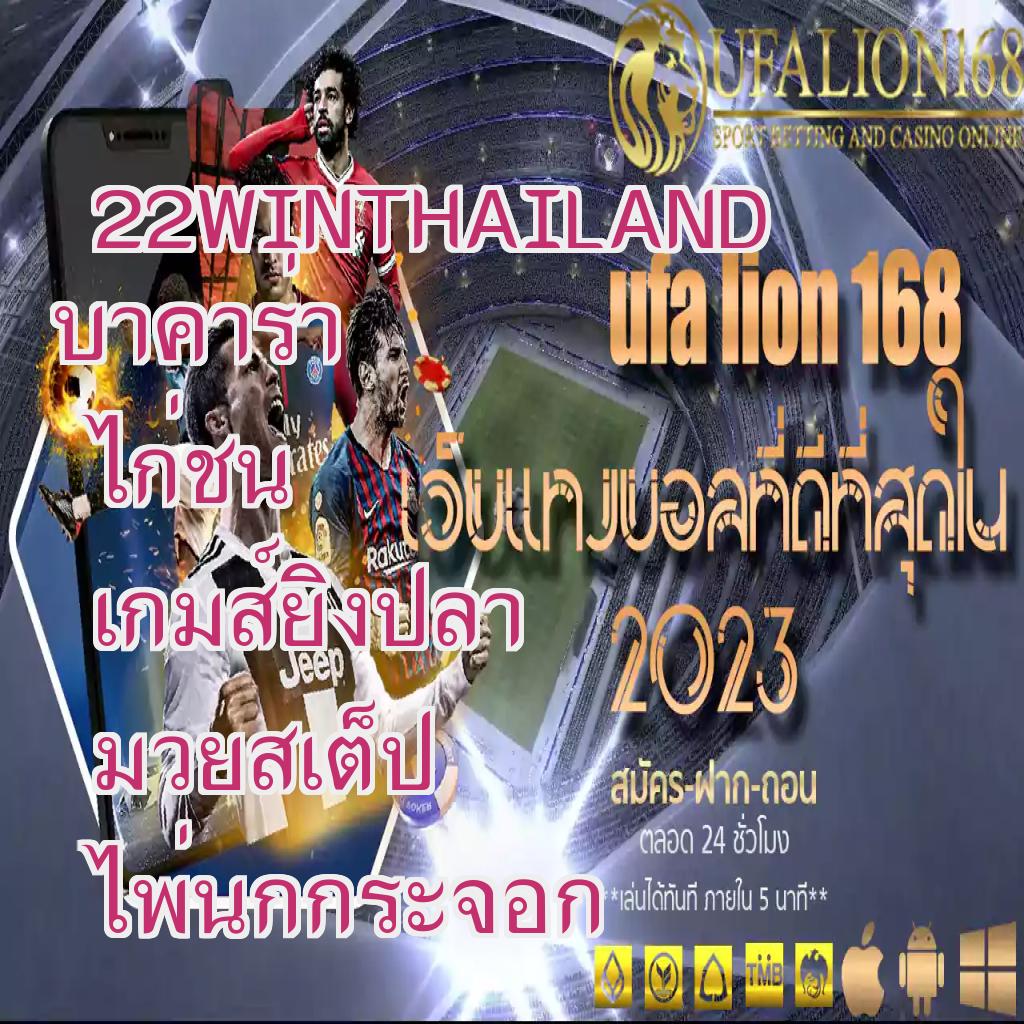 UFALION168
SPORT BETTING AND CASINO ONLINE
22WINTHAILAND
บาคาร่า
ไก่ชน
เกมส์ยิงปลา
มวยสเต็ป
ไพ่นกกระจอก
ufa lion 168
เว็บแทงบอลที่ดีที่สุดใน
2023
สมัคร-ฝาก-ถอน
ตลอด 24 ชั่วโมง
**เล่นได้ทันที ภายใน 5 นาที**
Fly
Emirates
Rakuten
Jeep
POKER
TMB